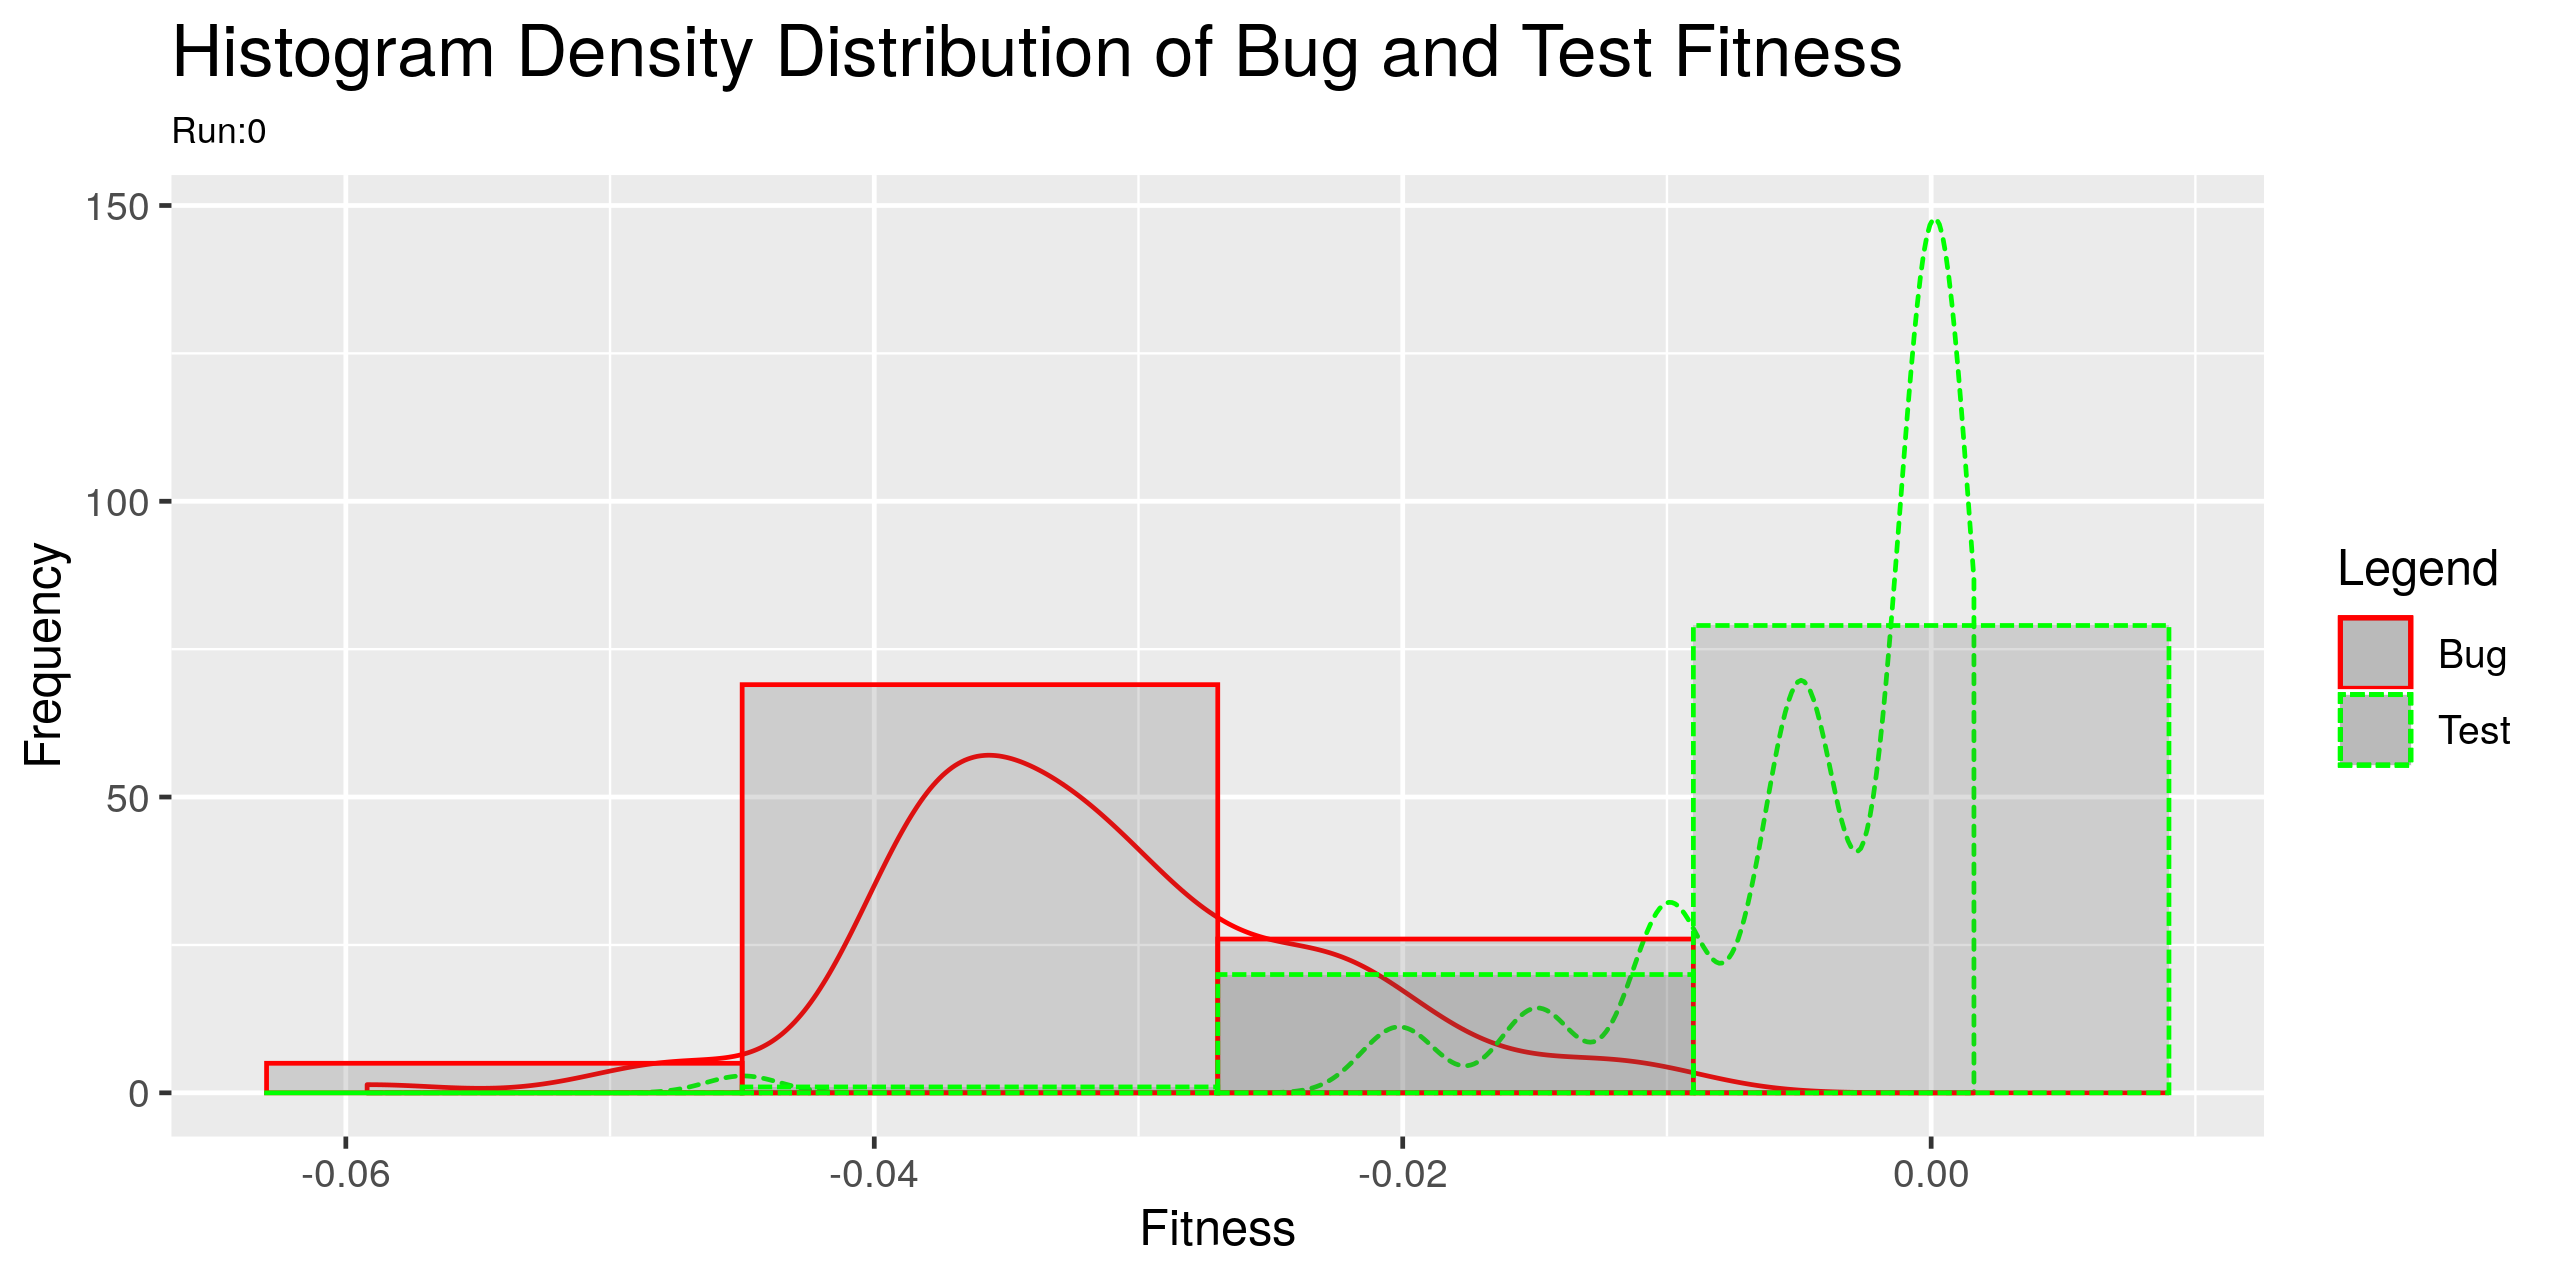 Histogram Density Distribution of Bug and Test Fitness
Run:0
150
100
50
0
Frequency
-0.06
-0.04
-0.02
0.00
Fitness
Legend
Bug
Test